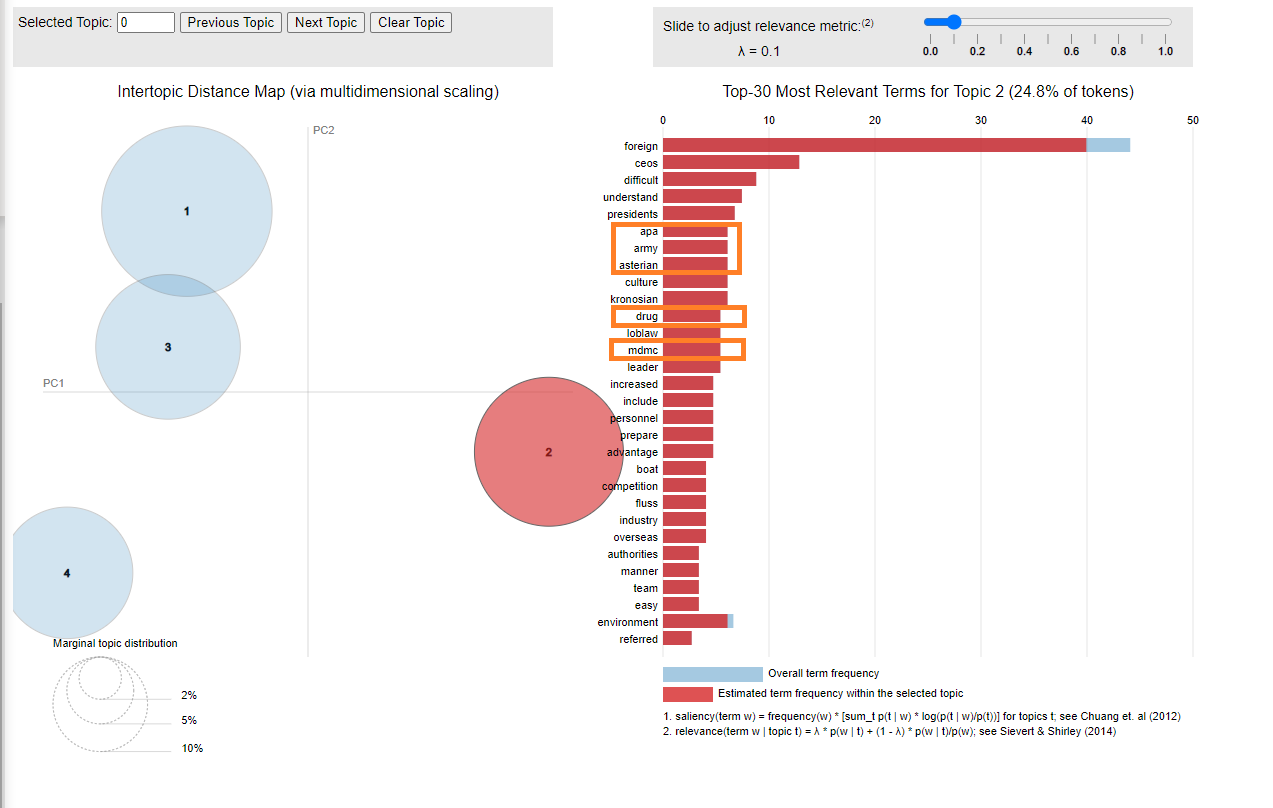 Selected Topic: 0 Previous Topic Next Topic Clear Topic
Slide to adjust relevance metric:(2)
λ = 0.1
0.0 0.2 0.4 0.6 0.8 1.0
Intertopic Distance Map (via multidimensional scaling)
PC2
PC1
1
3
2
4
Marginal topic distribution
2%
5%
10%
Top-30 Most Relevant Terms for Topic 2 (24.8% of tokens)
0 10 20 30 40 50
foreign
ceos
difficult
understand
presidents
apa
army
asterian
culture
kronosian
drug
loblaw
mdmc
leader
increased
include
personnel
prepare
advantage
boat
competition
fluss
industry
overseas
authorities
manner
team
easy
environment
referred
Overall term frequency
Estimated term frequency within the selected topic
1. saliency(term w) = frequency(w) * [sum_t p(t | w) * log(p(t | w)/p(t))] for topics t; see Chuang et. al (2012)
2. relevance(term w | topic t) = λ * p(w | t) + (1 - λ) * p(w | t)/p(w); see Sievert & Shirley (2014)